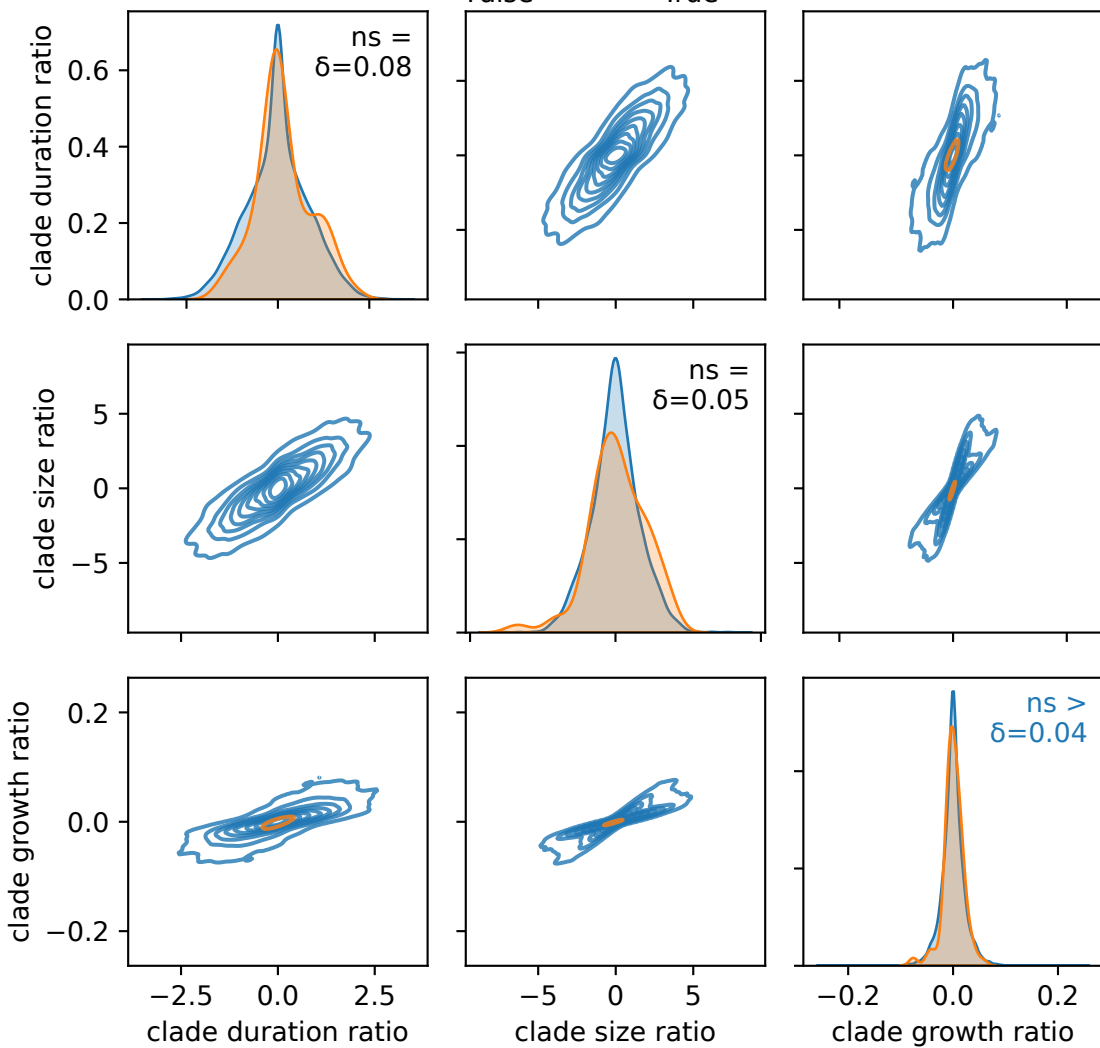 clade duration ratio
0.6
0.4
0.2
0.0
ns =
δ=0.08
clade size ratio
5
0
−5
ns =
δ=0.05
clade growth ratio
0.2
0.0
−0.2
ns >
δ=0.04
−2.5 0.0 2.5
−5 0 5
−0.2 0.0 0.2
clade duration ratio
clade size ratio
clade growth ratio